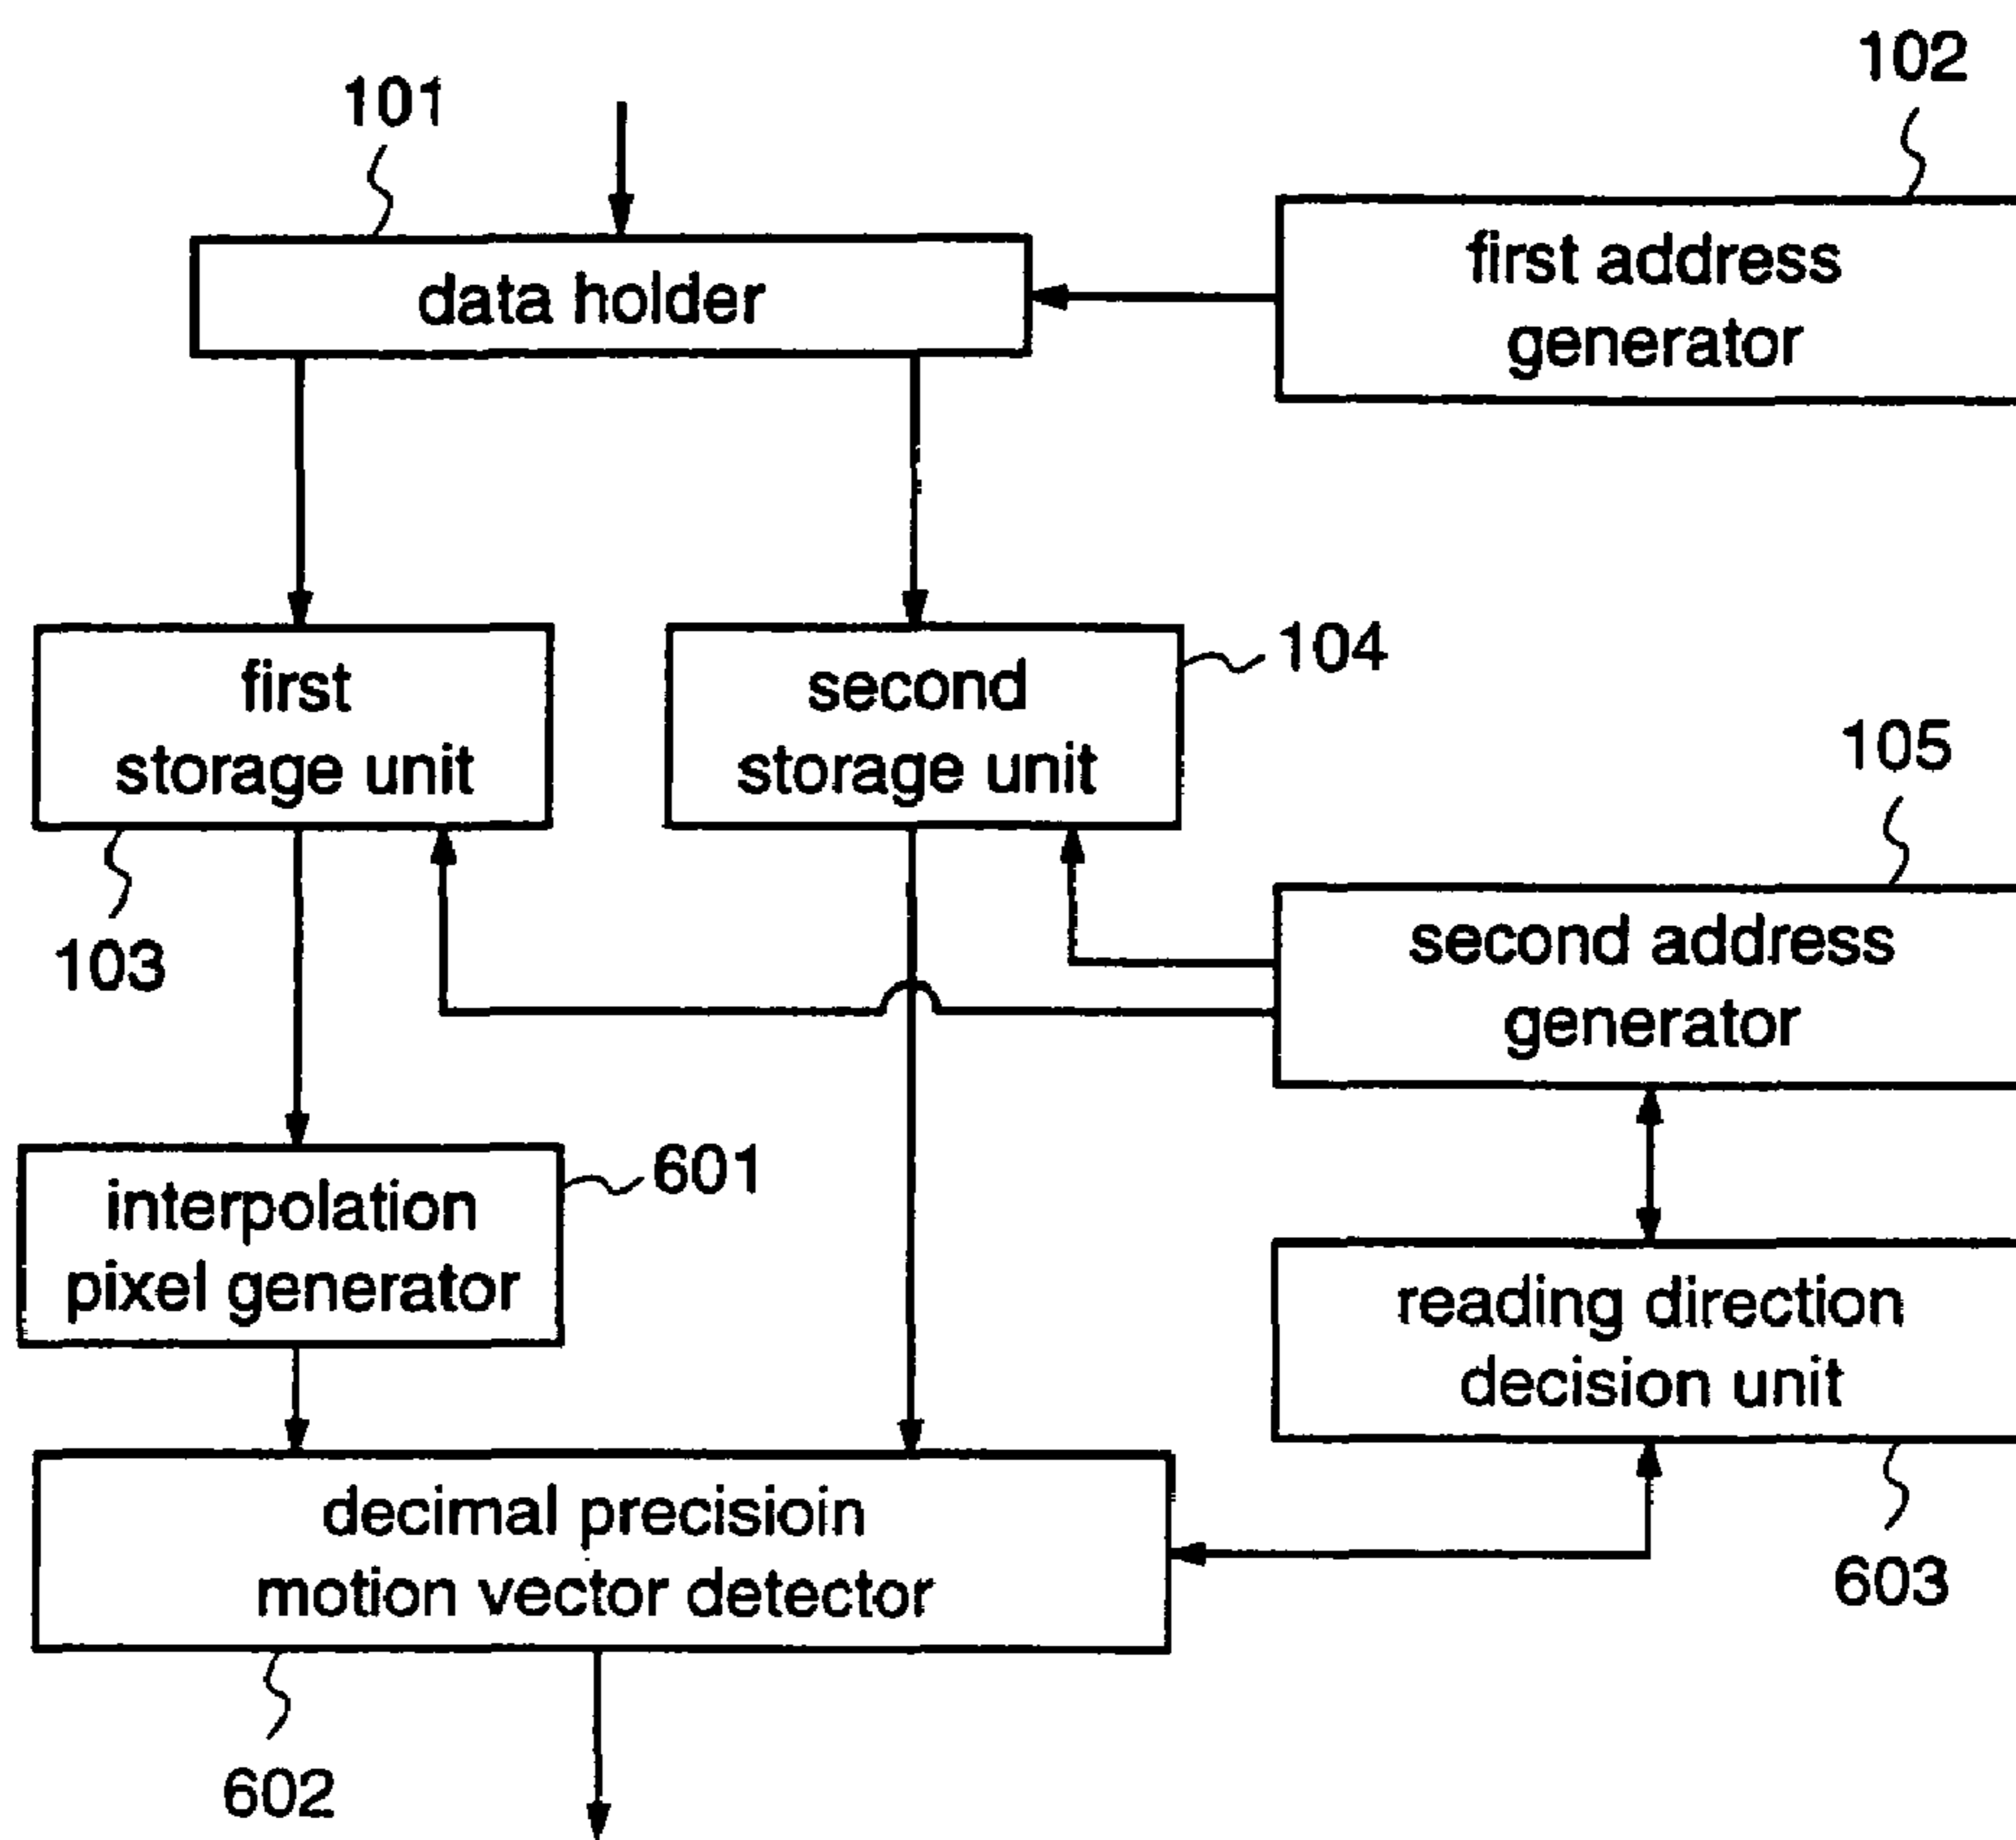 102
101
first address
generator
data holder
first
storage unit
second
storage unit
104
105
103
second address
generator
interpolation
pixel generator
601
reading direction
decision unit
decimal precisioin
motion vector detector
603
602